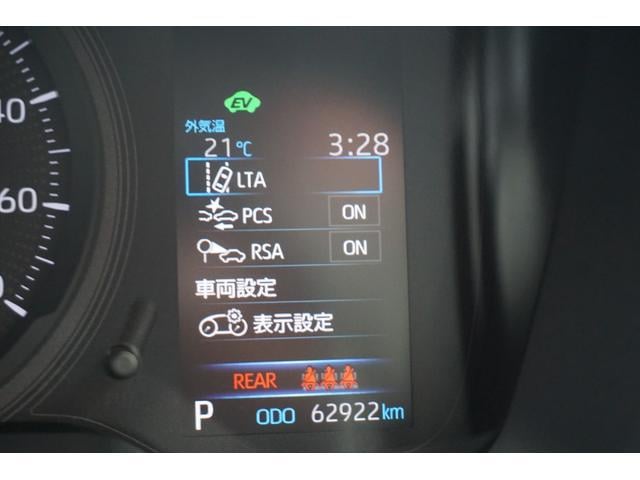 EV
外気温
21℃ 3:28
LTA
PCS ON
RSA ON
車両設定
表示設定
REAR
P ODO 62922km
40
60